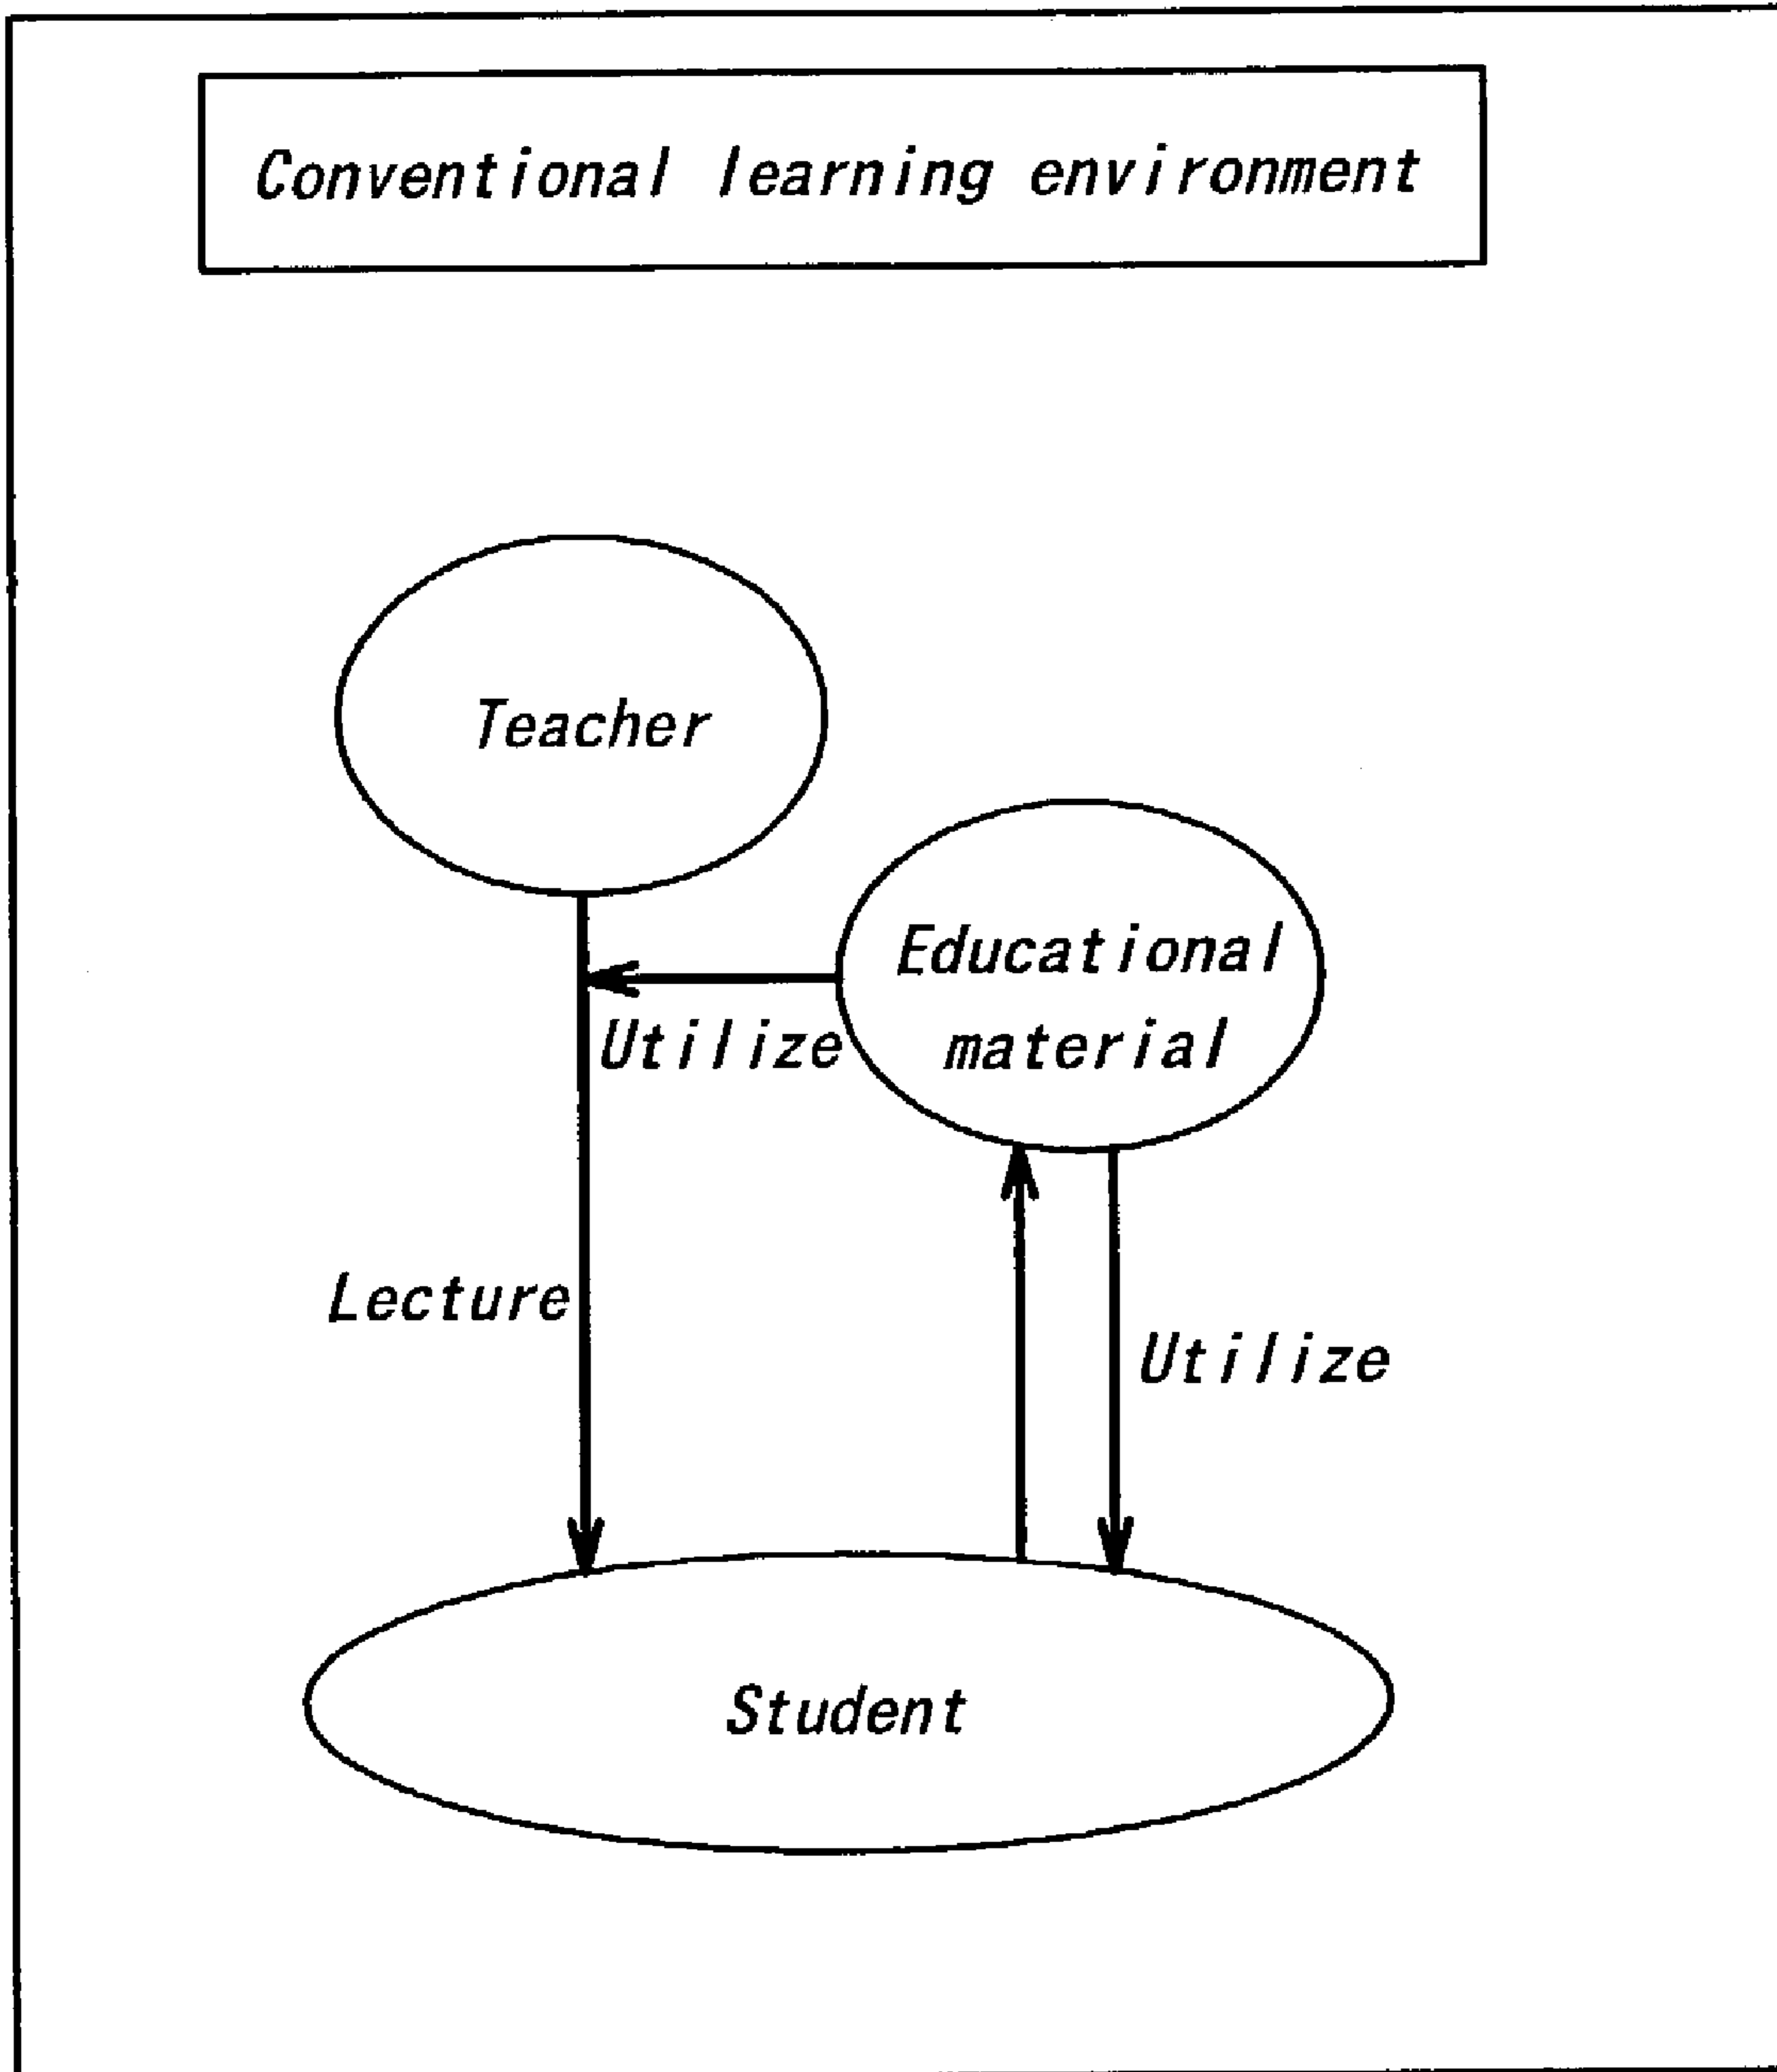 Conventional learning environment
Teacher
Educational
material
Utilize
Lecture
Utilize
Student